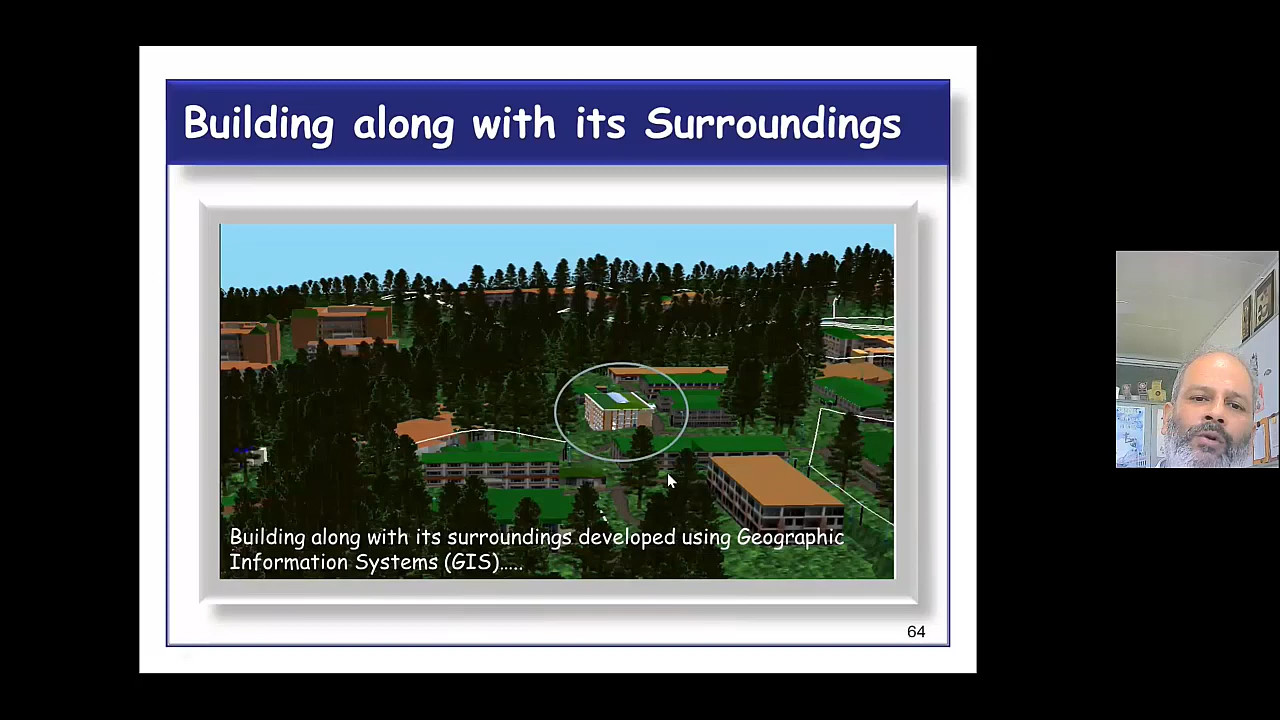 Building along with its Surroundings
Building along with its surroundings developed using Geographic
Information Systems (GIS).....
64